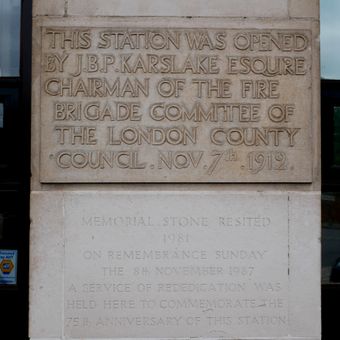 THIS STATION WAS OPENED
BY J.B.P. KARSLAKE ESQURE
CHAIRMAN OF THE FIRE
BRIGADE COMMITTEE OF
THE LONDON COUNTY
COUNCIL. NOV. 7th. 1912.
MEMORIAL STONE RESITED
1981
ON REMEMBRANCE SUNDAY
THE 8th NOVEMBER 1987
A SERVICE OF REDEDICATION WAS
HELD HERE TO COMMEMORATE THE
75th ANNIVERSARY OF THIS STATION